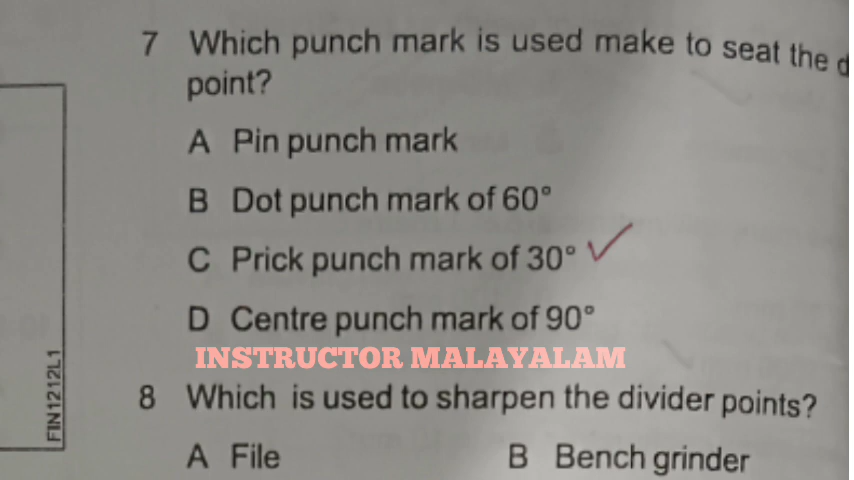 7 Which punch mark is used make to seat the
point?
A Pin punch mark
B Dot punch mark of 60°
C Prick punch mark of 30°
D Centre punch mark of 90°
INSTRUCTOR MALAYALAM
FIN1212L1
8 Which is used to sharpen the divider points?
A File B Bench grinder